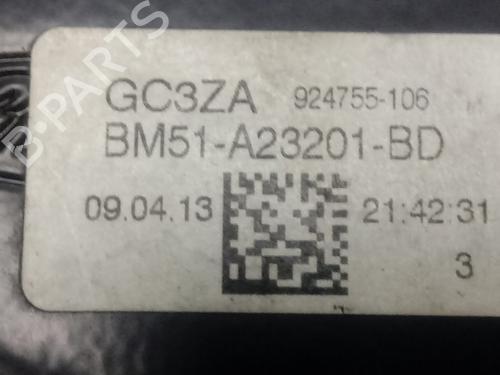 B-PARTS
GC3ZA 924755-106
BM51-A23201-BD
09.04.13 21:42:31
3